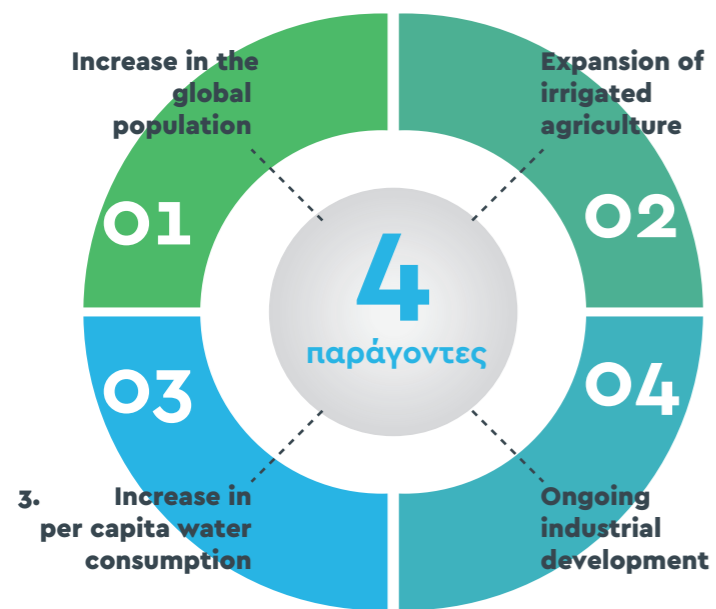 Increase in the
global
population
Expansion of
irrigated
agriculture
01
02
4
παράγοντες
03
04
3. Increase in
per capita water
consumption
Ongoing
industrial
development